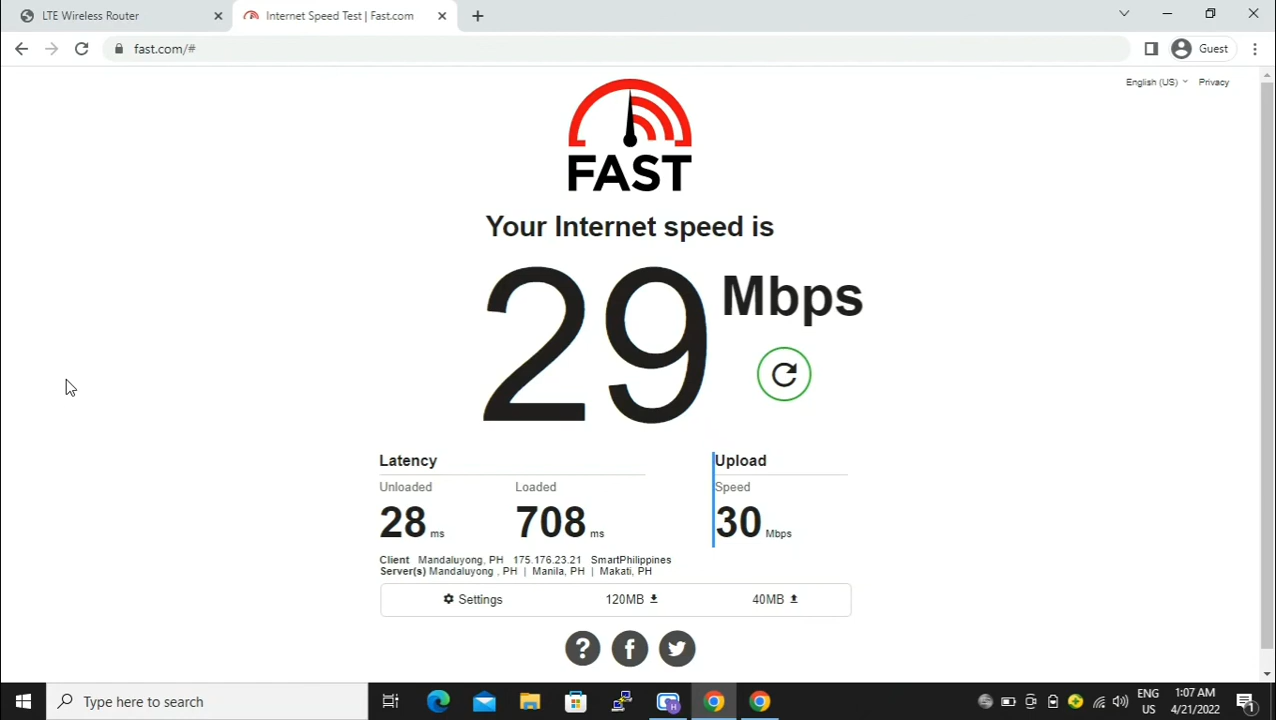 LTE Wireless Router
Internet Speed Test | Fast.com
fast.com/#
Guest
English (US)
Privacy
FAST
Your Internet speed is
29 Mbps
Latency
Upload
Unloaded
Loaded
Speed
28 ms
708 ms
30 Mbps
Client Mandaluyong, PH 175.176.23.21 SmartPhilippines
Server(s) Mandaluyong , PH | Manila, PH | Makati, PH
Settings
120MB
40MB
?
f
Type here to search
H
ENG
US
1:07 AM
4/21/2022
1